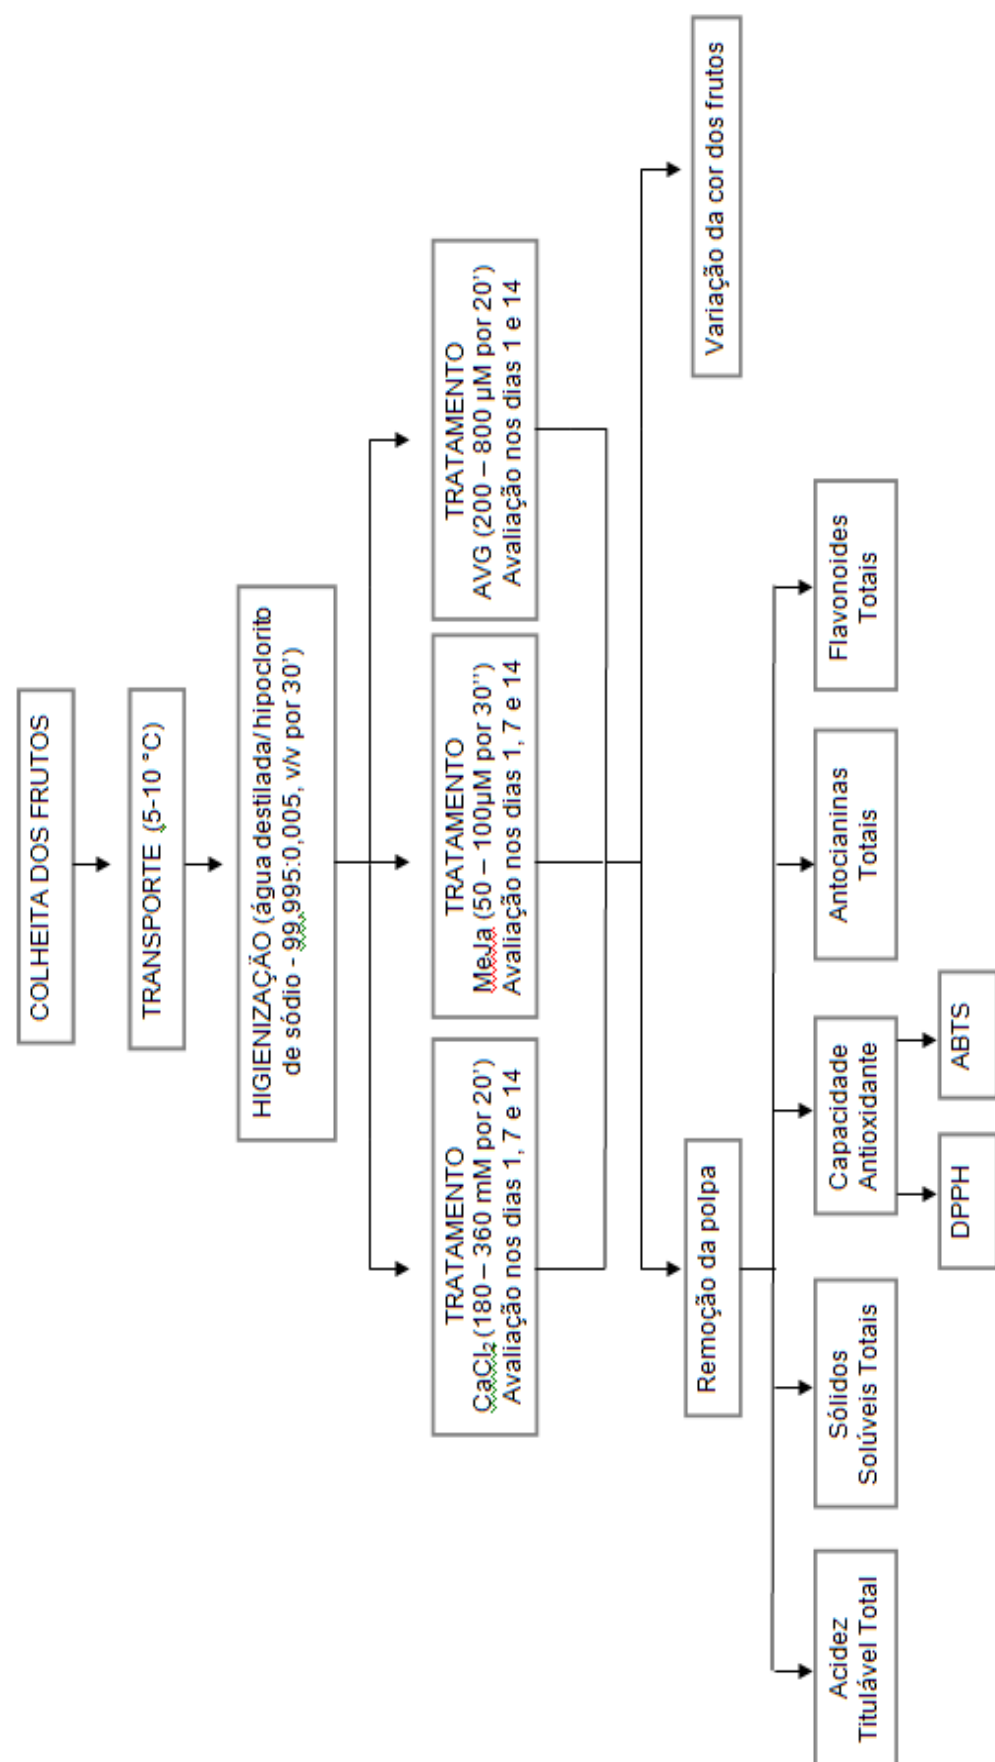 COLHEITA DOS FRUTOS
TRANSPORTE (5-10 °C)
HIGIENIZAÇÃO (água destilada/hipoclorito
de sódio - 99,995:0,005, v/v por 30')
TRATAMENTO
CaCl₂ (180 – 360 mM por 20')
Avaliação nos dias 1, 7 e 14
TRATAMENTO
MeJa (50 – 100µM por 30'')
Avaliação nos dias 1, 7 e 14
TRATAMENTO
AVG (200 – 800 µM por 20')
Avaliação nos dias 1 e 14
Remoção da polpa
Variação da cor dos frutos
Acidez
Titulável Total
Sólidos
Solúveis Totais
Capacidade
Antioxidante
Antocianinas
Totais
Flavonoides
Totais
DPPH
ABTS